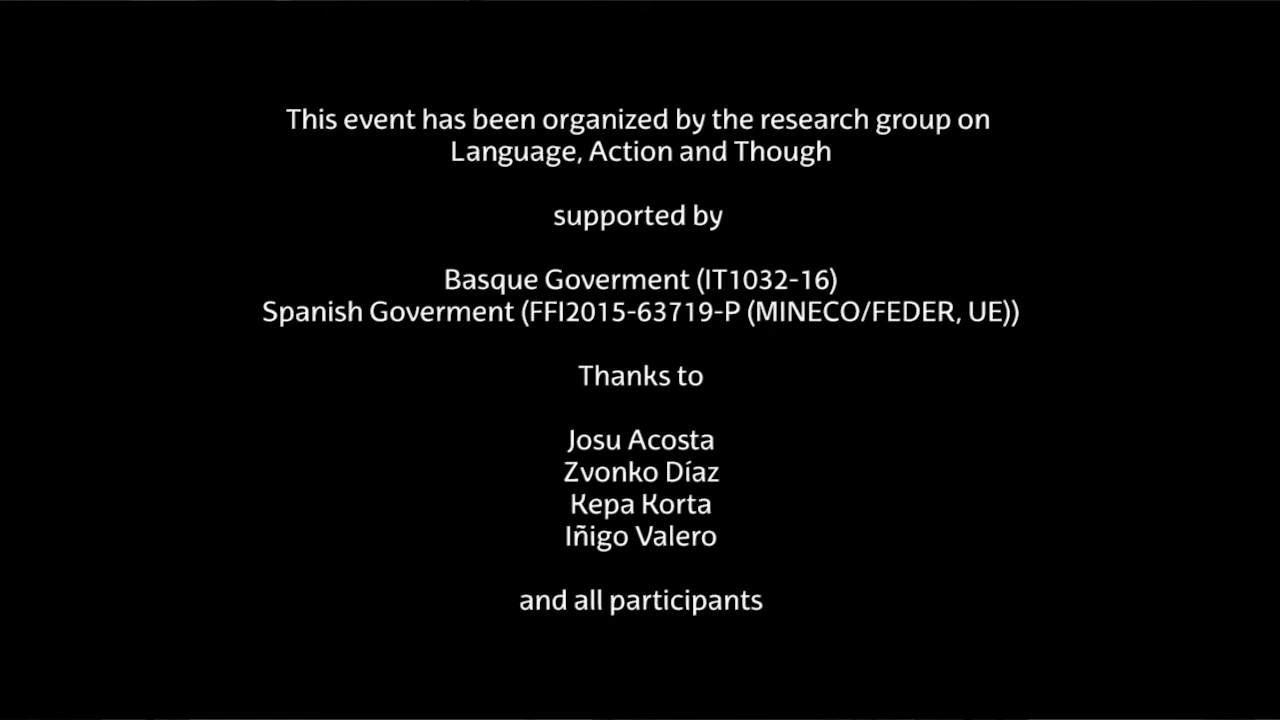 This event has been organized by the research group on
Language, Action and Though
supported by
Basque Goverment (IT1032-16)
Spanish Goverment (FFI2015-63719-P (MINECO/FEDER, UE))
Thanks to
Josu Acosta
Zvonko Díaz
Kepa Korta
Iñigo Valero
and all participants